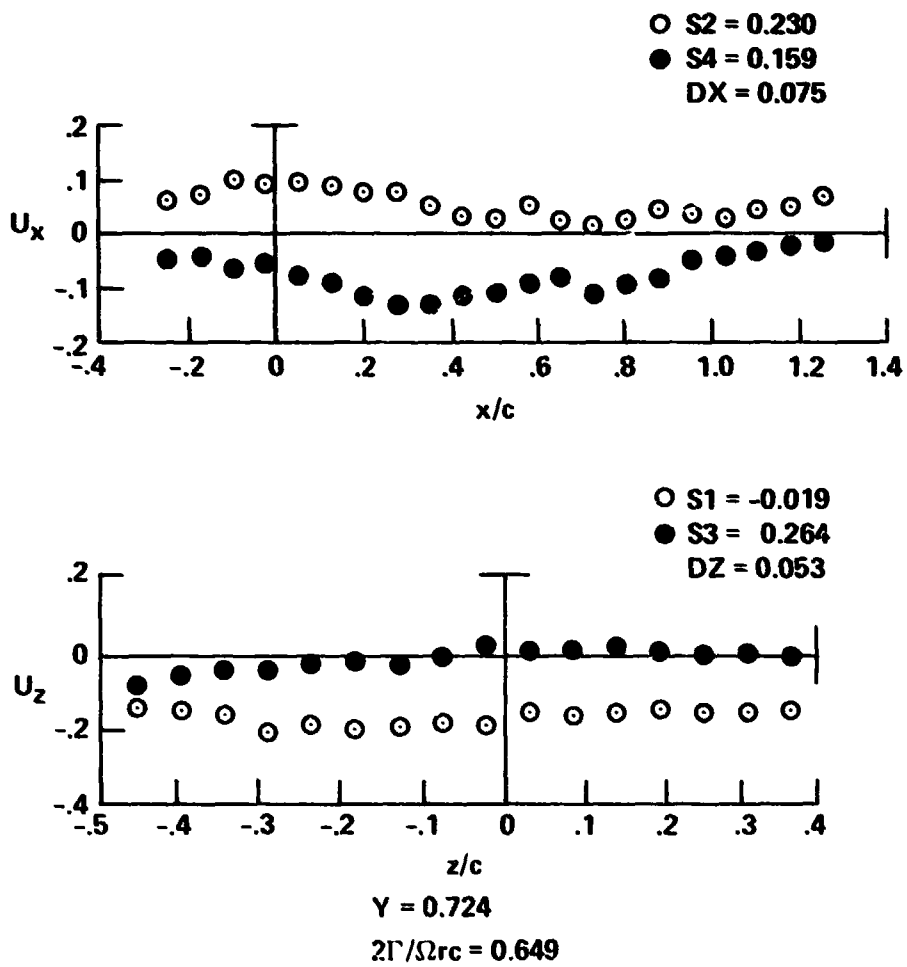 S2 = 0.230
S4 = 0.159
DX = 0.075
.2
.1
0
-.1
-.2
Ux
-.4 -.2 0 .2 .4 .6 .8 1.0 1.2 1.4
x/c
S1 = -0.019
S3 = 0.264
DZ = 0.053
.2
0
-.2
-.4
Uz
-.5 -.4 -.3 -.2 -.1 0 .1 .2 .3 .4
z/c
Y = 0.724
2Γ/Ωrc = 0.649